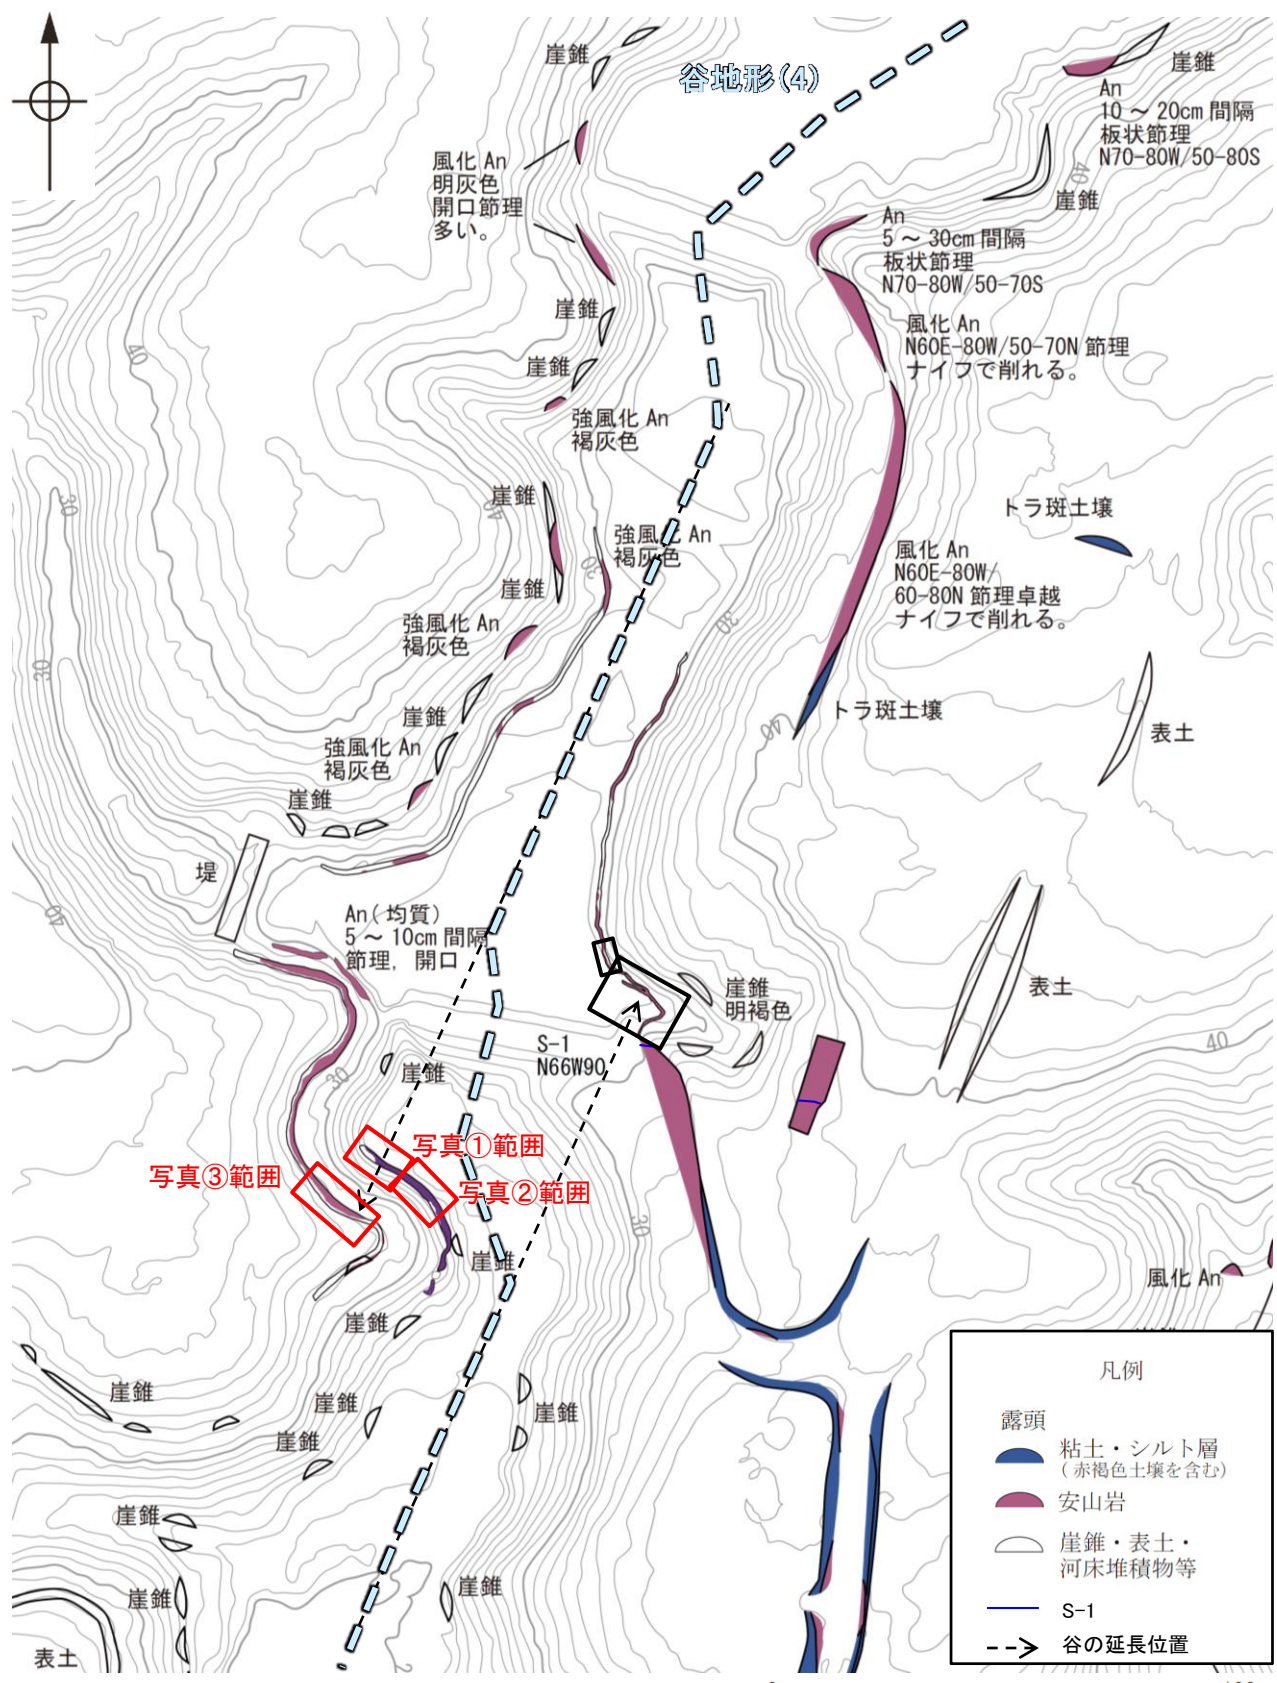 崖錐
谷地形(4)
崖錐
An
10～20cm 間隔
板状節理
N70-80W/50-80S
風化 An
明灰色
開口節理
多い。
40
崖錐
An
5～30cm 間隔
板状節理
N70-80W/50-70S
崖錐
風化 An
N60E-80W/50-70N 節理
ナイフで削れる。
40
崖錐
強風化 An
褐灰色
崖錐
30
40
トラ斑土壌
強風化 An
褐灰色
風化 An
N60E-80W/
60-80N 節理卓越
ナイフで削れる。
30
崖錐
強風化 An
褐灰色
30
30
崖錐
トラ斑土壌
40
表土
強風化 An
褐灰色
崖錐
堤
40
An(均質)
5～10cm 間隔
節理，開口
崖錐
明褐色
表土
S-1
N66W90
40
崖錐
30
写真①範囲
写真③範囲
写真②範囲
30
崖錐
風化 An
崖錐
崖錐
崖錐
崖錐
崖錐
崖錐
崖錐
崖錐
表土
凡例
露頭
粘土・シルト層
(赤褐色土壌を含む)
安山岩
崖錐・表土・
河床堆積物等
S-1
谷の延長位置